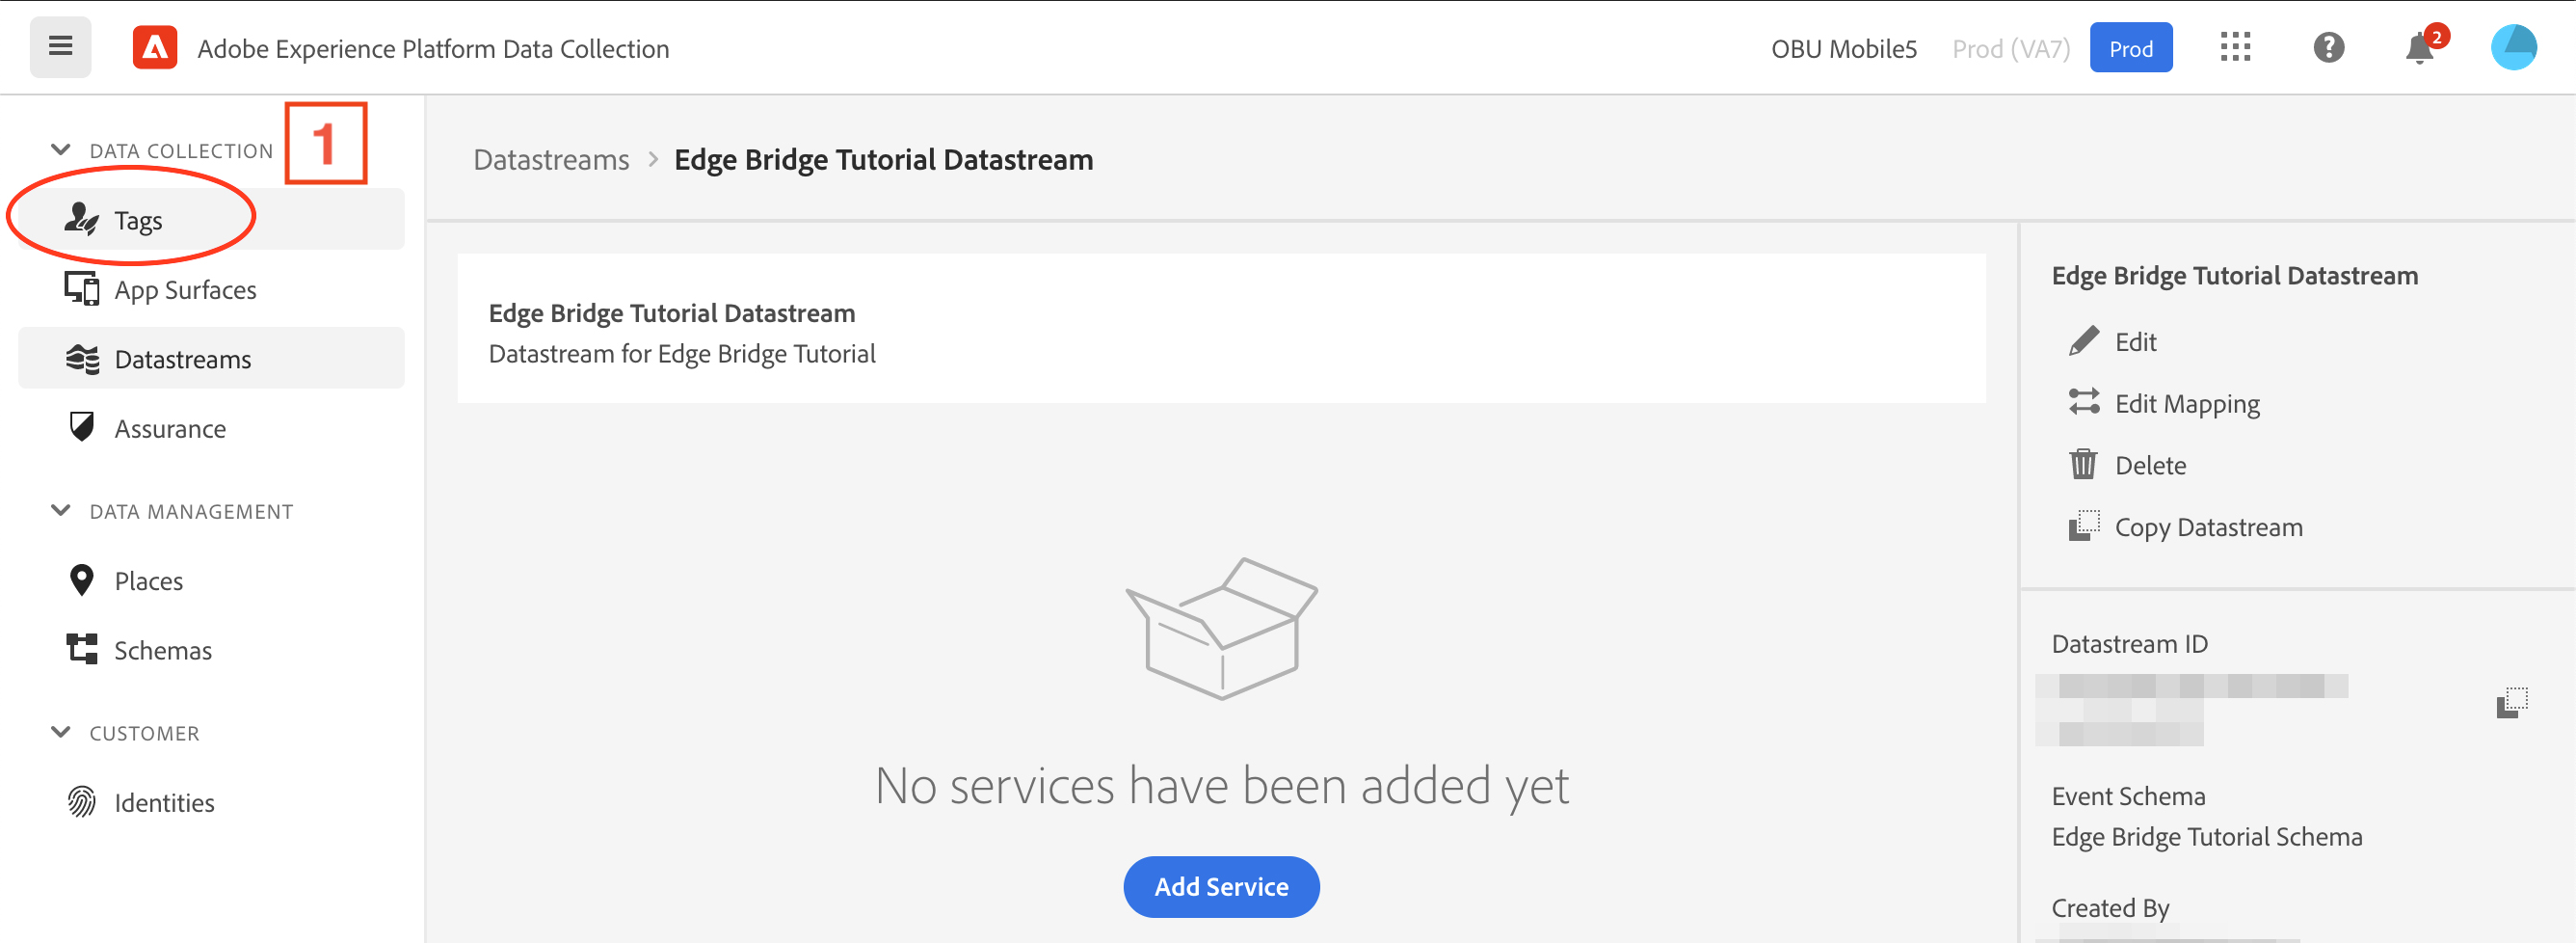 Adobe Experience Platform Data Collection
OBU Mobile5 Prod (VA7) Prod 2
DATA COLLECTION
1
Tags
App Surfaces
Datastreams
Assurance
DATA MANAGEMENT
Places
Schemas
CUSTOMER
Identities
Datastreams > Edge Bridge Tutorial Datastream
Edge Bridge Tutorial Datastream
Datastream for Edge Bridge Tutorial
No services have been added yet
Add Service
Edge Bridge Tutorial Datastream
Edit
Edit Mapping
Delete
Copy Datastream
Datastream ID
Event Schema
Edge Bridge Tutorial Schema
Created By